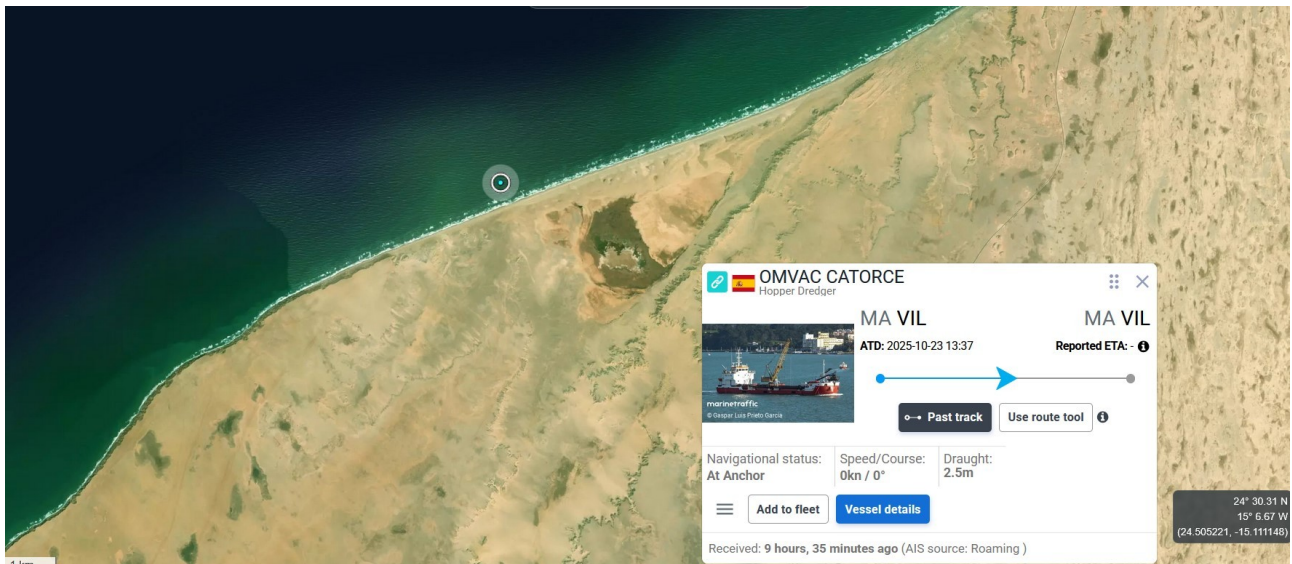 OMVAC CATORCE
Hopper Dredger
MA VIL
MA VIL
ATD: 2025-10-23 13:37
Reported ETA: -
marinetraffic
© Gaspar Luis Prieto García
Past track
Use route tool
Navigational status:
At Anchor
Speed/Course:
0kn / 0°
Draught:
2.5m
Add to fleet
Vessel details
Received: 9 hours, 35 minutes ago (AIS source: Roaming )
24° 30.31 N
15° 6.67 W
(24.505221, -15.111148)
1 km